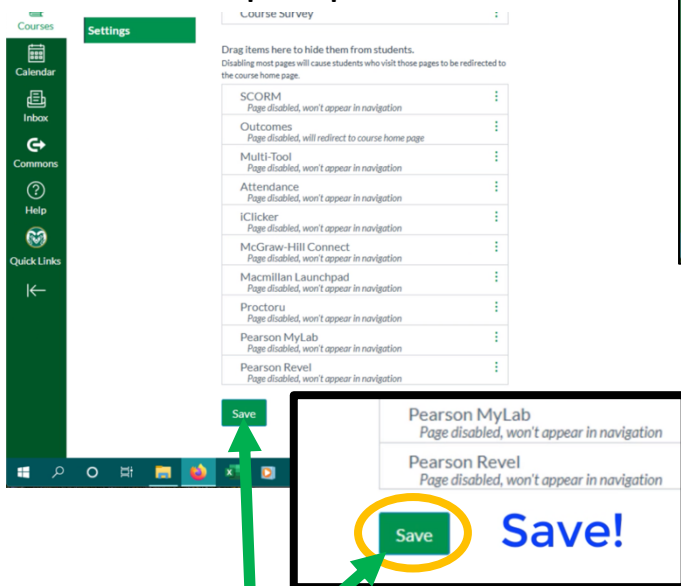 Courses
Settings
Calendar
Inbox
Commons
Help
Quick Links
Course Survey
Drag items here to hide them from students.
Disabling most pages will cause students who visit those pages to be redirected to
the course home page.
SCORM
Page disabled, won't appear in navigation
Outcomes
Page disabled, will redirect to course home page
Multi-Tool
Page disabled, won't appear in navigation
Attendance
Page disabled, won't appear in navigation
iClicker
Page disabled, won't appear in navigation
McGraw-Hill Connect
Page disabled, won't appear in navigation
Macmillan Launchpad
Page disabled, won't appear in navigation
Proctoru
Page disabled, won't appear in navigation
Pearson MyLab
Page disabled, won't appear in navigation
Pearson Revel
Page disabled, won't appear in navigation
Save
Pearson MyLab
Page disabled, won't appear in navigation
Pearson Revel
Page disabled, won't appear in navigation
Save
Save!